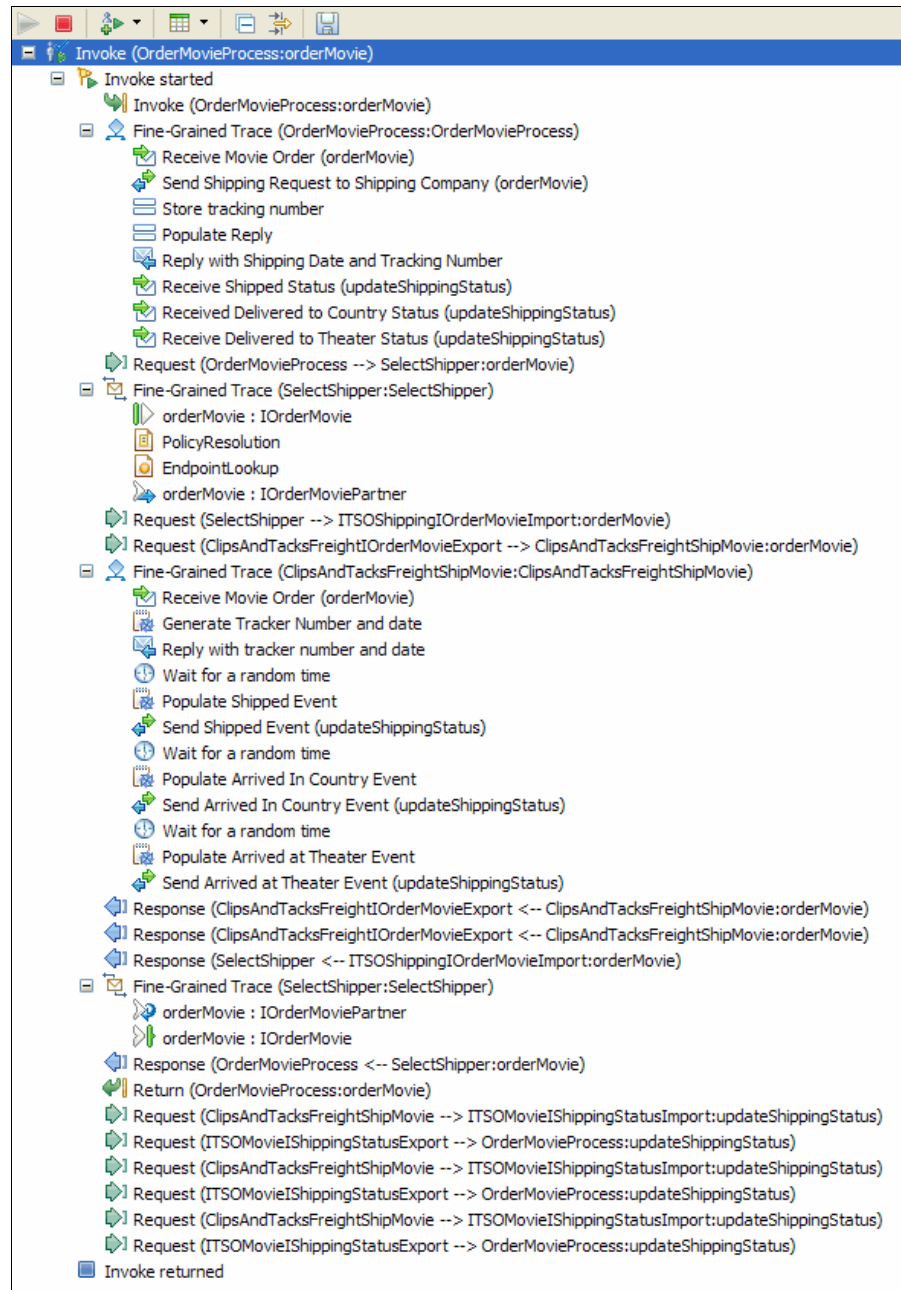 Invoke (OrderMovieProcess:orderMovie)
Invoke started
Invoke (OrderMovieProcess:orderMovie)
Fine-Grained Trace (OrderMovieProcess:OrderMovieProcess)
Receive Movie Order (orderMovie)
Send Shipping Request to Shipping Company (orderMovie)
Store tracking number
Populate Reply
Reply with Shipping Date and Tracking Number
Receive Shipped Status (updateShippingStatus)
Received Delivered to Country Status (updateShippingStatus)
Receive Delivered to Theater Status (updateShippingStatus)
Request (OrderMovieProcess --> SelectShipper:orderMovie)
Fine-Grained Trace (SelectShipper:SelectShipper)
orderMovie : IOrderMovie
PolicyResolution
EndpointLookup
orderMovie : IOrderMoviePartner
Request (SelectShipper --> ITSOShippingIOrderMovieImport:orderMovie)
Request (ClipsAndTacksFreightIOrderMovieExport --> ClipsAndTacksFreightShipMovie:orderMovie)
Fine-Grained Trace (ClipsAndTacksFreightShipMovie:ClipsAndTacksFreightShipMovie)
Receive Movie Order (orderMovie)
Generate Tracker Number and date
Reply with tracker number and date
Wait for a random time
Populate Shipped Event
Send Shipped Event (updateShippingStatus)
Wait for a random time
Populate Arrived In Country Event
Send Arrived In Country Event (updateShippingStatus)
Wait for a random time
Populate Arrived at Theater Event
Send Arrived at Theater Event (updateShippingStatus)
Response (ClipsAndTacksFreightIOrderMovieExport <-- ClipsAndTacksFreightShipMovie:orderMovie)
Response (ClipsAndTacksFreightIOrderMovieExport <-- ClipsAndTacksFreightShipMovie:orderMovie)
Response (SelectShipper <-- ITSOShippingIOrderMovieImport:orderMovie)
Fine-Grained Trace (SelectShipper:SelectShipper)
orderMovie : IOrderMoviePartner
orderMovie : IOrderMovie
Response (OrderMovieProcess <-- SelectShipper:orderMovie)
Return (OrderMovieProcess:orderMovie)
Request (ClipsAndTacksFreightShipMovie --> ITSOMovieIShippingStatusImport:updateShippingStatus)
Request (ITSOMovieIShippingStatusExport --> OrderMovieProcess:updateShippingStatus)
Request (ClipsAndTacksFreightShipMovie --> ITSOMovieIShippingStatusImport:updateShippingStatus)
Request (ITSOMovieIShippingStatusExport --> OrderMovieProcess:updateShippingStatus)
Request (ClipsAndTacksFreightShipMovie --> ITSOMovieIShippingStatusImport:updateShippingStatus)
Request (ITSOMovieIShippingStatusExport --> OrderMovieProcess:updateShippingStatus)
Invoke returned